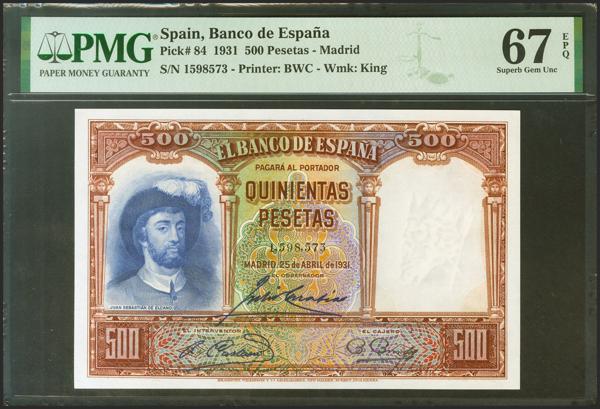 PMG®
PAPER MONEY GUARANTY
Spain, Banco de España
Pick# 84 1931 500 Pesetas - Madrid
S/N 1598573 - Printer: BWC - Wmk: King
67 EPQ
Superb Gem Unc
500 500
EL BANCO DE ESPAÑA
PAGARÁ AL PORTADOR
QUINIENTAS
PESETAS
1,598,573
MADRID, 25 de ABRIL de 1931.
EL GOBERNADOR
JUAN SEBASTIÁN DE ELCANO.
EL INTERVENTOR EL CAJERO
500 500